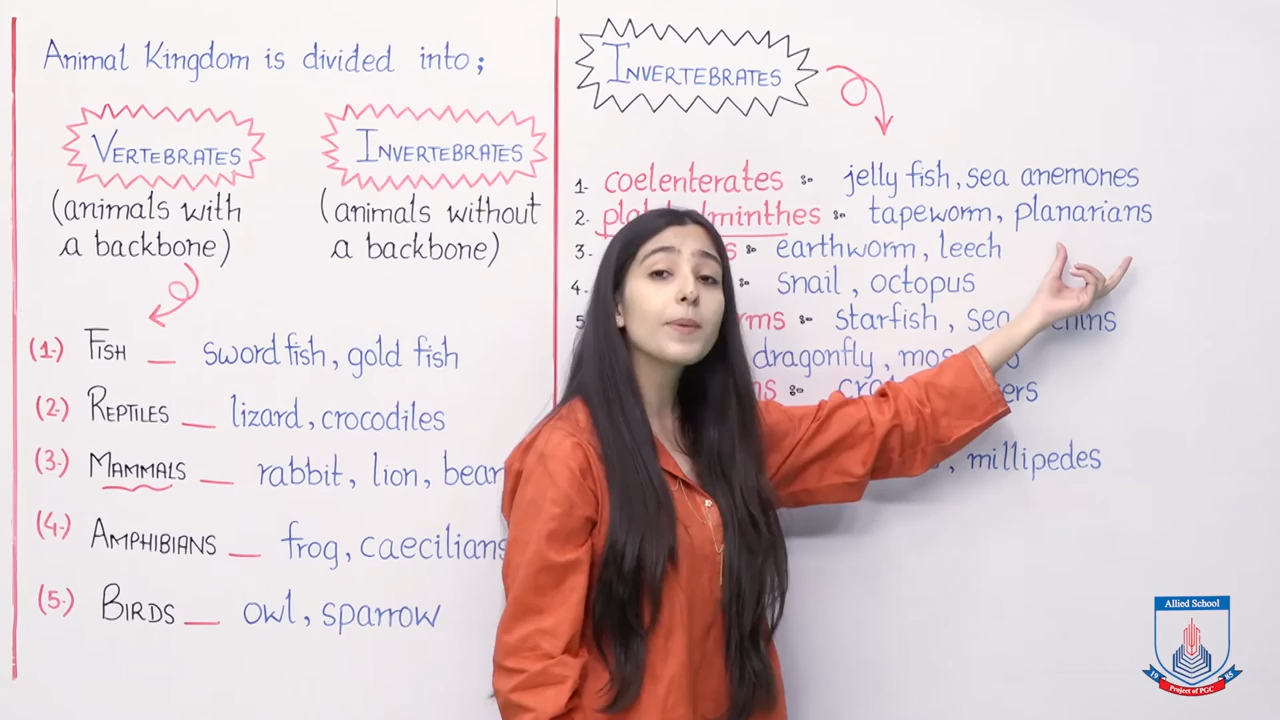 Animal Kingdom is divided into;
VERTEBRATES
(animals with
a backbone)
INVERTEBRATES
(animals without
a backbone)
(1.) FISH — sword fish, gold fish
(2.) REPTILES — lizard, crocodiles
(3.) MAMMALS — rabbit, lion, bear
(4.) AMPHIBIANS — frog, caecilians
(5.) BIRDS — owl, sparrow
INVERTEBRATES
1- coelenterates :- jelly fish, sea anemones
2- :- tapeworm, planarians
3- :- earthworm, leech
4- :- snail, octopus
5 :- starfish, sea
dragonfly,
:-
, millipedes
Allied School
19 85
Project of PGC